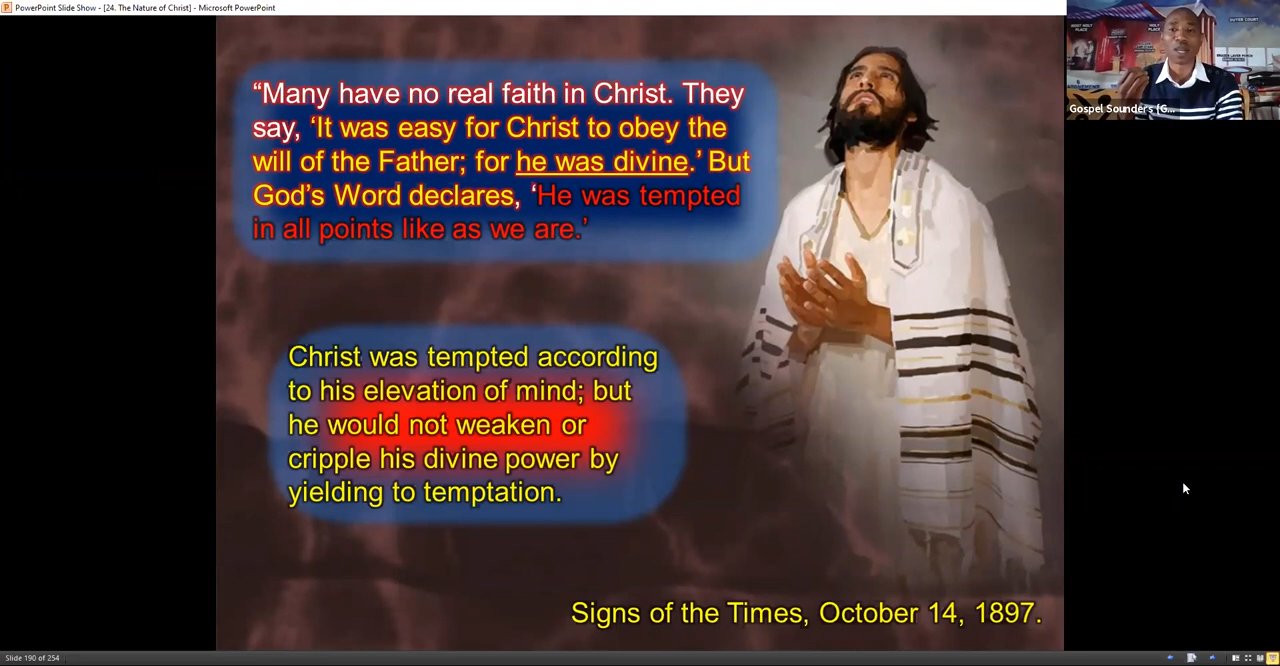 PowerPoint Slide Show - [24. The Nature of Christ] - Microsoft PowerPoint
“Many have no real faith in Christ. They
say, ‘It was easy for Christ to obey the
will of the Father; for he was divine.’ But
God’s Word declares, ‘He was tempted
in all points like as we are.’
Christ was tempted according
to his elevation of mind; but
he would not weaken or
cripple his divine power by
yielding to temptation.
Signs of the Times, October 14, 1897.
HOLY
PLACE
OUTER COURT
Gospel Sounders (G...
Slide 190 of 254